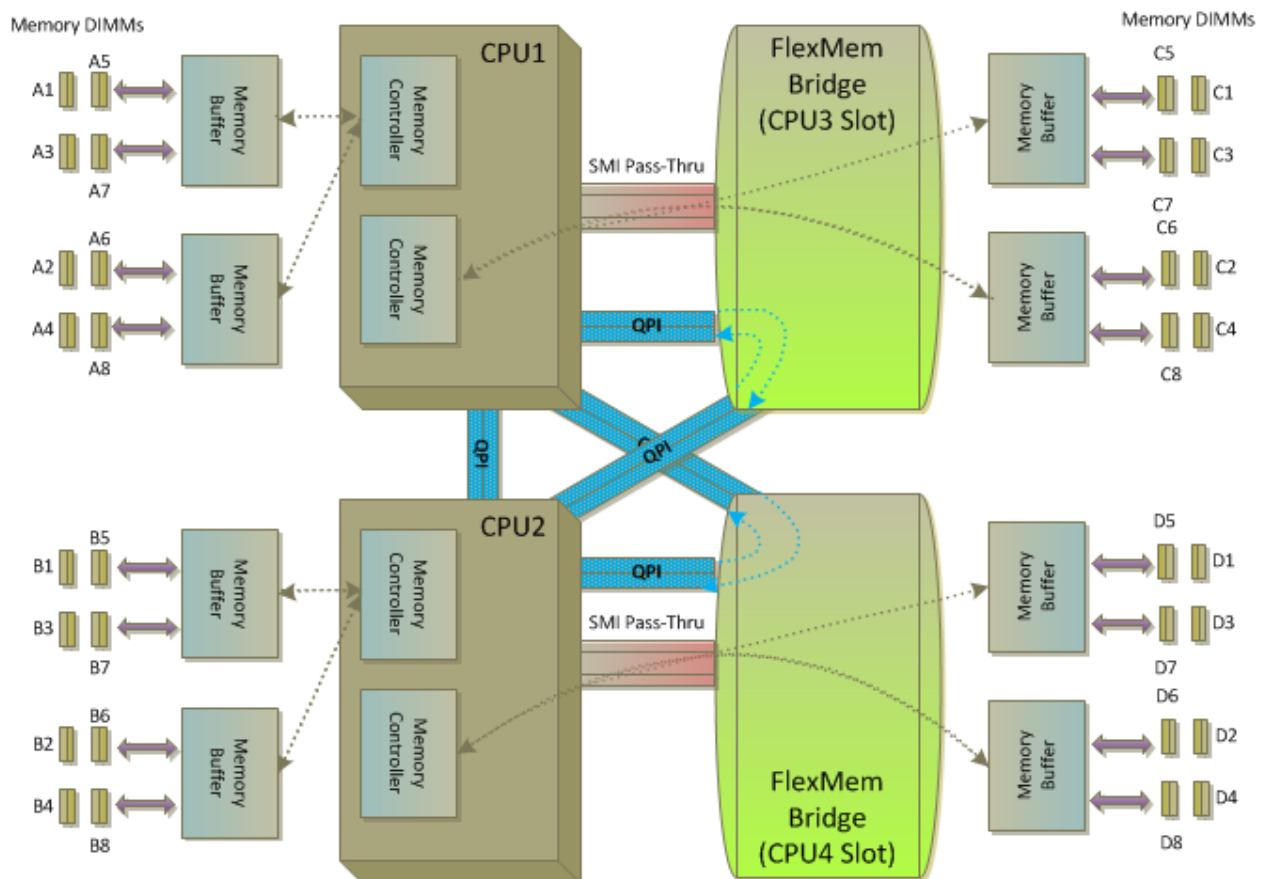 Memory DIMMs
A5
A1
A3
A7
A6
A2
A4
A8
Memory
Buffer
Memory
Buffer
CPU1
Memory
Controller
Memory
Controller
SMI Pass-Thru
QPI
FlexMem
Bridge
(CPU3 Slot)
Memory
Buffer
Memory
Buffer
Memory DIMMs
C5
C1
C3
C7
C6
C2
C4
C8
QPI
QPI
B5
B1
B3
B7
B6
B2
B4
B8
Memory
Buffer
Memory
Buffer
CPU2
Memory
Controller
Memory
Controller
QPI
SMI Pass-Thru
FlexMem
Bridge
(CPU4 Slot)
Memory
Buffer
Memory
Buffer
D5
D1
D3
D7
D6
D2
D4
D8